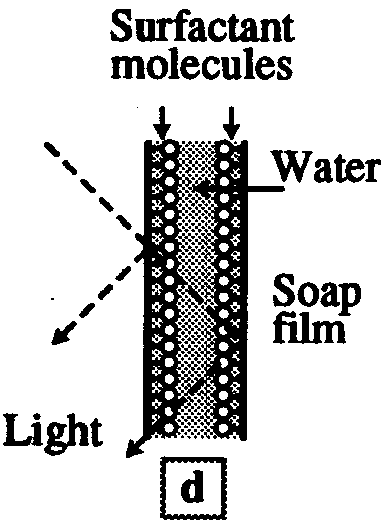 Surfactant
molecules
Water
Soap
film
Light
d